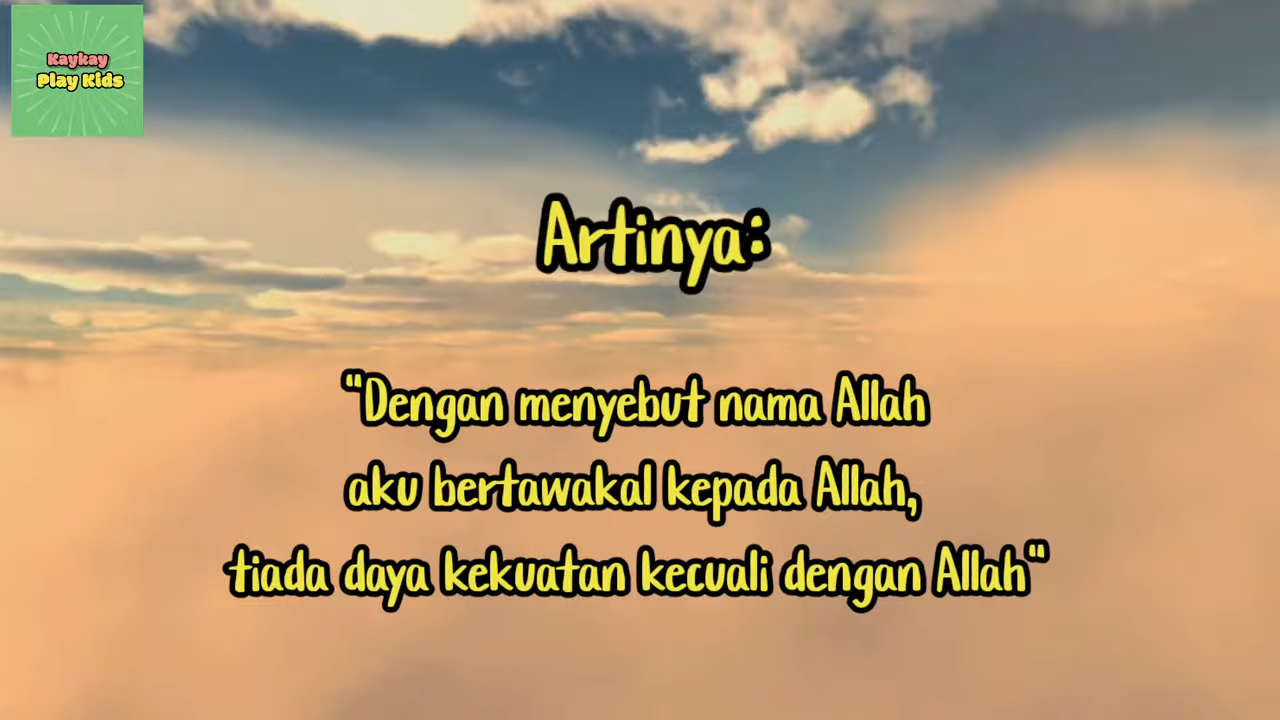 Kaykay
Play Kids
Artinya:
"Dengan menyebut nama Allah
aku bertawakal kepada Allah,
tiada daya kekuatan kecuali dengan Allah"